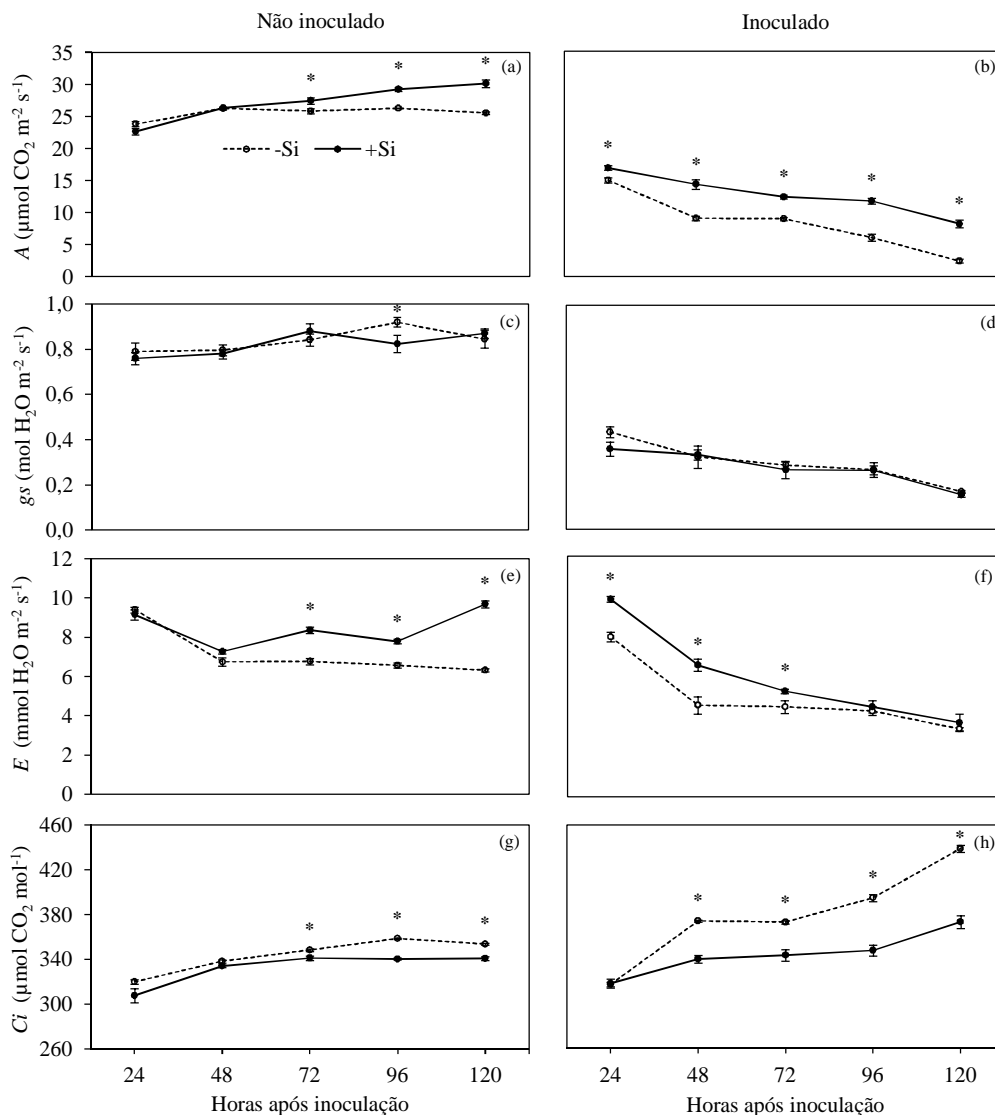 Não inoculado
Inoculado
A (µmol CO2 m-2 s-1)
35
30
25
20
15
10
5
0
* * *
(a)
-Si
+Si
* * * * *
(b)
gs (mol H2O m-2 s-1)
1,0
0,8
0,6
0,4
0,2
0,0
*
(c)
(d)
E (mmol H2O m-2 s-1)
12
10
8
6
4
2
0
* * *
(e)
* * *
(f)
Ci (µmol CO2 mol-1)
460
420
380
340
300
260
* * *
(g)
* * * *
(h)
24 48 72 96 120
24 48 72 96 120
Horas após inoculação
Horas após inoculação